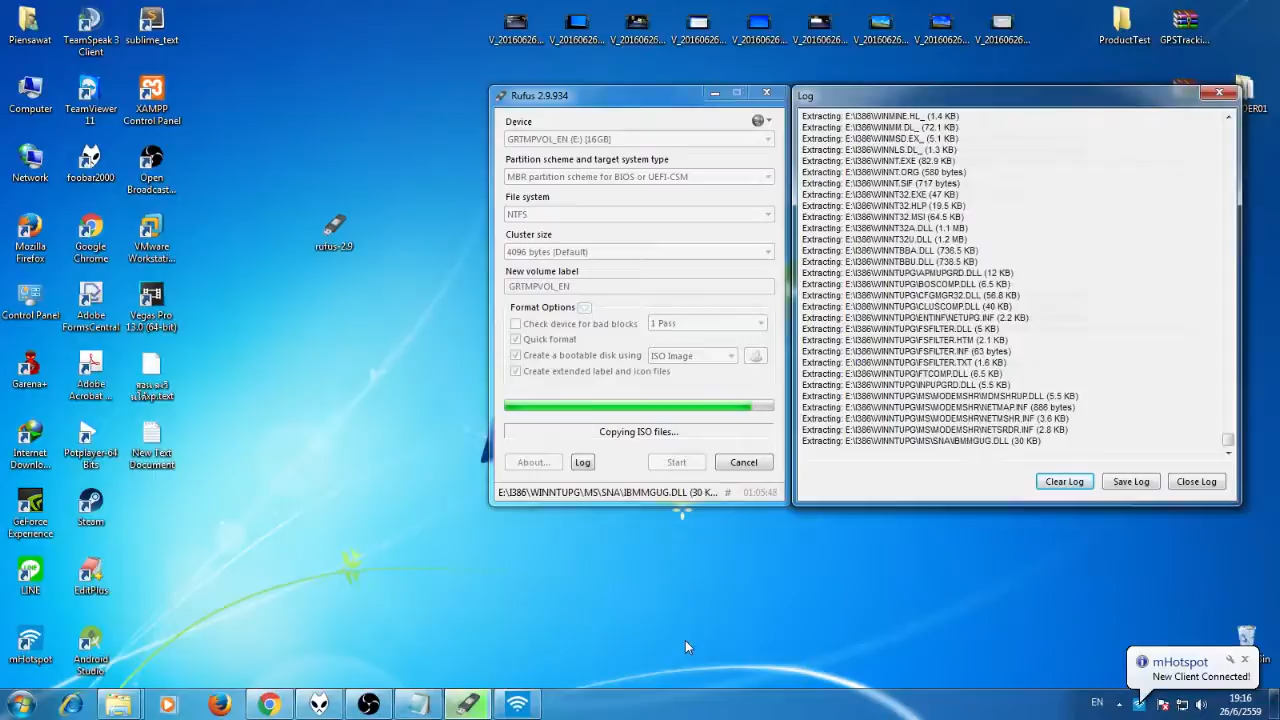 Piensawat
TeamSpeak 3
Client
sublime_text
Computer
TeamViewer
11
XAMPP
Control Panel
Network
foobar2000
Open
Broadcast...
Mozilla
Firefox
Google
Chrome
VMware
Workstati...
Control Panel
Adobe
FormsCentral
Vegas Pro
13.0 (64-bit)
Garena+
Adobe
Acrobat ...
Internet
Downlo...
Potplayer-64
Bits
New Text
Document
GeForce
Experience
Steam
LINE
EditPlus
mHotspot
Android
Studio
rufus-2.9
V_20160626...
V_20160626...
V_20160626...
V_20160626...
V_20160626...
V_20160626...
V_20160626...
V_20160626...
V_20160626...
ProductTest
GPSTracki...
Rufus 2.9.934
Device
GRTMPVOL_EN (E:) [16GB]
Partition scheme and target system type
MBR partition scheme for BIOS or UEFI-CSM
File system
NTFS
Cluster size
4096 bytes (Default)
New volume label
GRTMPVOL_EN
Format Options
Check device for bad blocks
1 Pass
Quick format
Create a bootable disk using
ISO Image
Create extended label and icon files
Copying ISO files...
About...
Log
Start
Cancel
E:\I386\WINNTUPG\MS\SNA\IBMMGUG.DLL (30 K... # 01:05:48
Log
Extracting: E:\I386\WINMINE.HL_ (1.4 KB)
Extracting: E:\I386\WINMM.DL_ (72.1 KB)
Extracting: E:\I386\WINMSD.EX_ (5.1 KB)
Extracting: E:\I386\WINNLS.DL_ (1.3 KB)
Extracting: E:\I386\WINNT.EXE (82.9 KB)
Extracting: E:\I386\WINNT.ORG (580 bytes)
Extracting: E:\I386\WINNT.SIF (717 bytes)
Extracting: E:\I386\WINNT32.EXE (47 KB)
Extracting: E:\I386\WINNT32.HLP (19.5 KB)
Extracting: E:\I386\WINNT32.MSI (64.5 KB)
Extracting: E:\I386\WINNT32A.DLL (1.1 MB)
Extracting: E:\I386\WINNT32U.DLL (1.2 MB)
Extracting: E:\I386\WINNTBBA.DLL (736.5 KB)
Extracting: E:\I386\WINNTBBU.DLL (738.5 KB)
Extracting: E:\I386\WINNTUPG\APMUPGRD.DLL (12 KB)
Extracting: E:\I386\WINNTUPG\BOSCOMP.DLL (6.5 KB)
Extracting: E:\I386\WINNTUPG\CFGMGR32.DLL (56.8 KB)
Extracting: E:\I386\WINNTUPG\CLUSCOMP.DLL (40 KB)
Extracting: E:\I386\WINNTUPG\ENTINF\NETUPG.INF (2.2 KB)
Extracting: E:\I386\WINNTUPG\FSFILTER.DLL (5 KB)
Extracting: E:\I386\WINNTUPG\FSFILTER.HTM (2.1 KB)
Extracting: E:\I386\WINNTUPG\FSFILTER.INF (63 bytes)
Extracting: E:\I386\WINNTUPG\FSFILTER.TXT (1.6 KB)
Extracting: E:\I386\WINNTUPG\FTCOMP.DLL (6.5 KB)
Extracting: E:\I386\WINNTUPG\INPUPGRD.DLL (5.5 KB)
Extracting: E:\I386\WINNTUPG\MS\MODEMSHR\MDMSHRUP.DLL (5.5 KB)
Extracting: E:\I386\WINNTUPG\MS\MODEMSHR\NETMAP.INF (886 bytes)
Extracting: E:\I386\WINNTUPG\MS\MODEMSHR\NETMSHR.INF (3.6 KB)
Extracting: E:\I386\WINNTUPG\MS\MODEMSHR\NETSRDR.INF (2.8 KB)
Extracting: E:\I386\WINNTUPG\MS\SNA\IBMMGUG.DLL (30 KB)
Clear Log
Save Log
Close Log
mHotspot
New Client Connected!
EN
19:16
26/6/2559